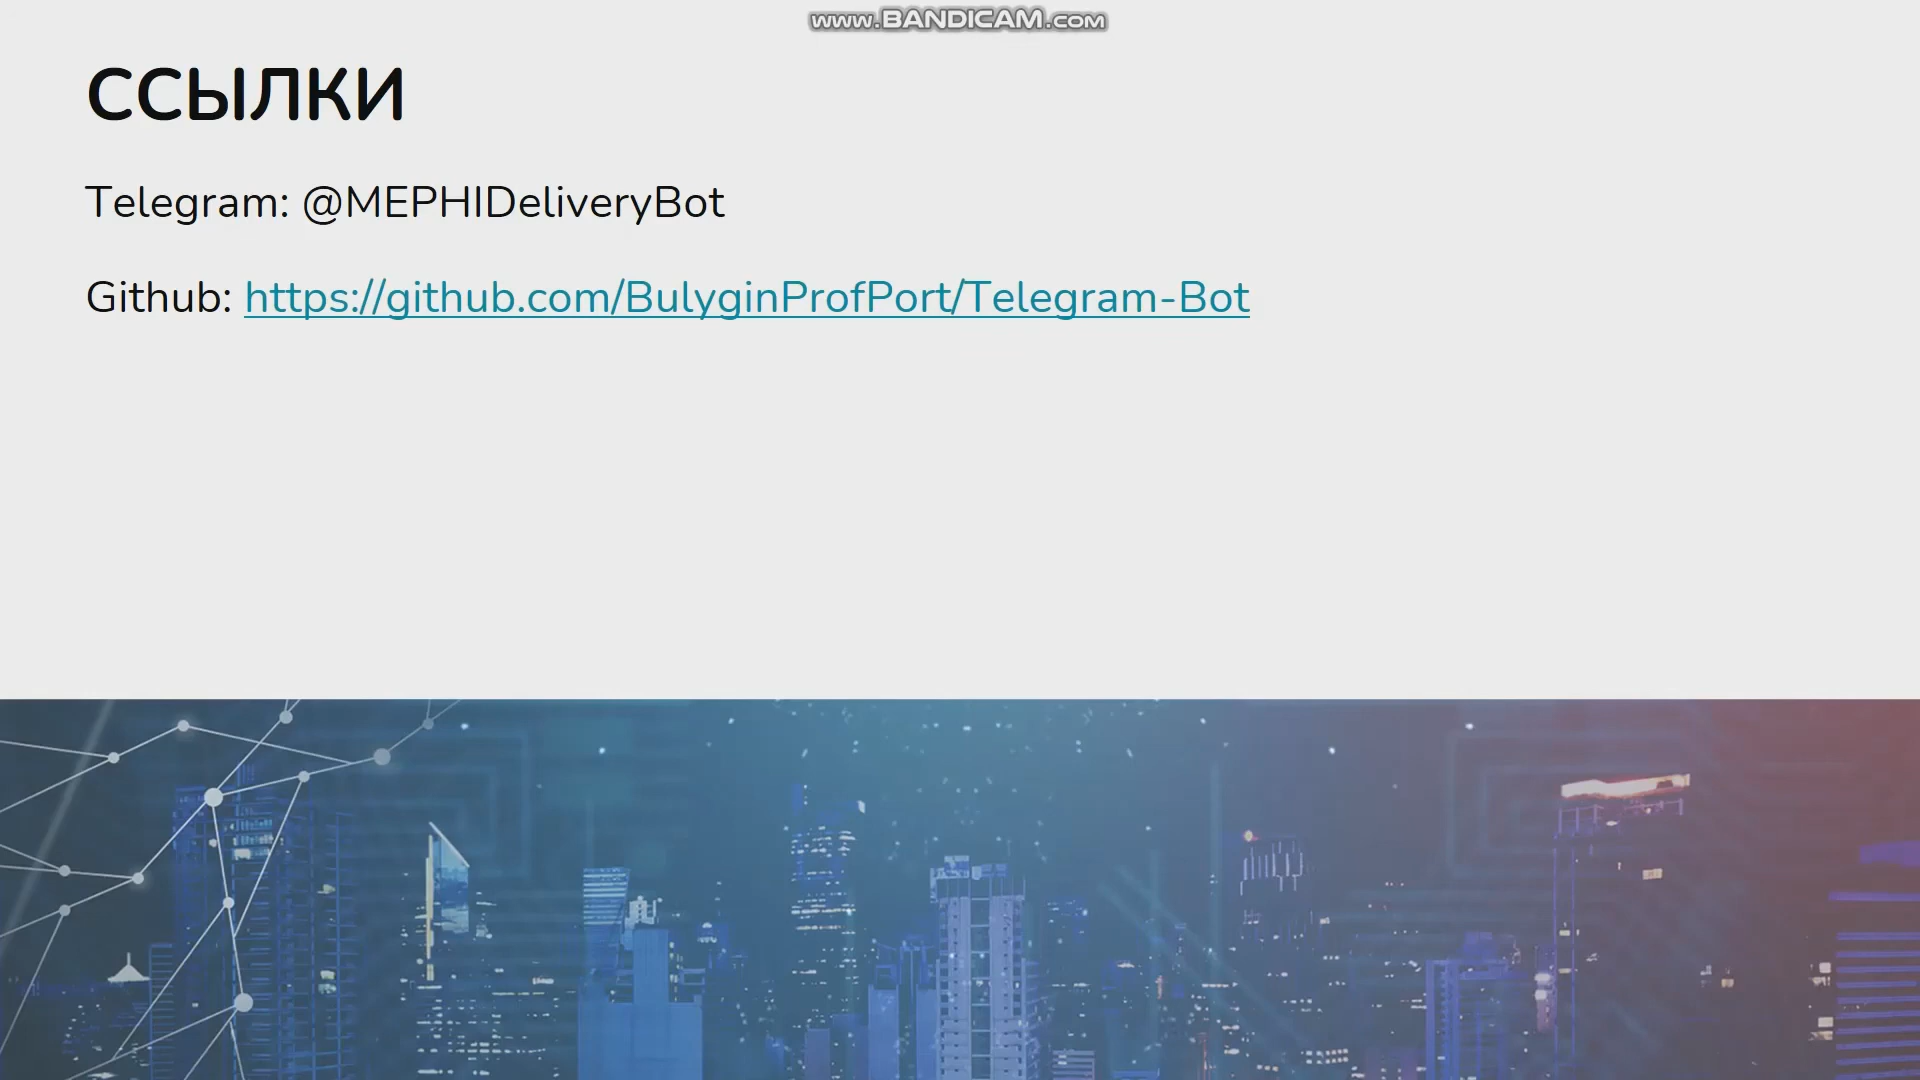 www.BANDICAM.com
ССЫЛКИ
Telegram: @MEPHIDeliveryBot
Github: https://github.com/BulyginProfPort/Telegram-Bot